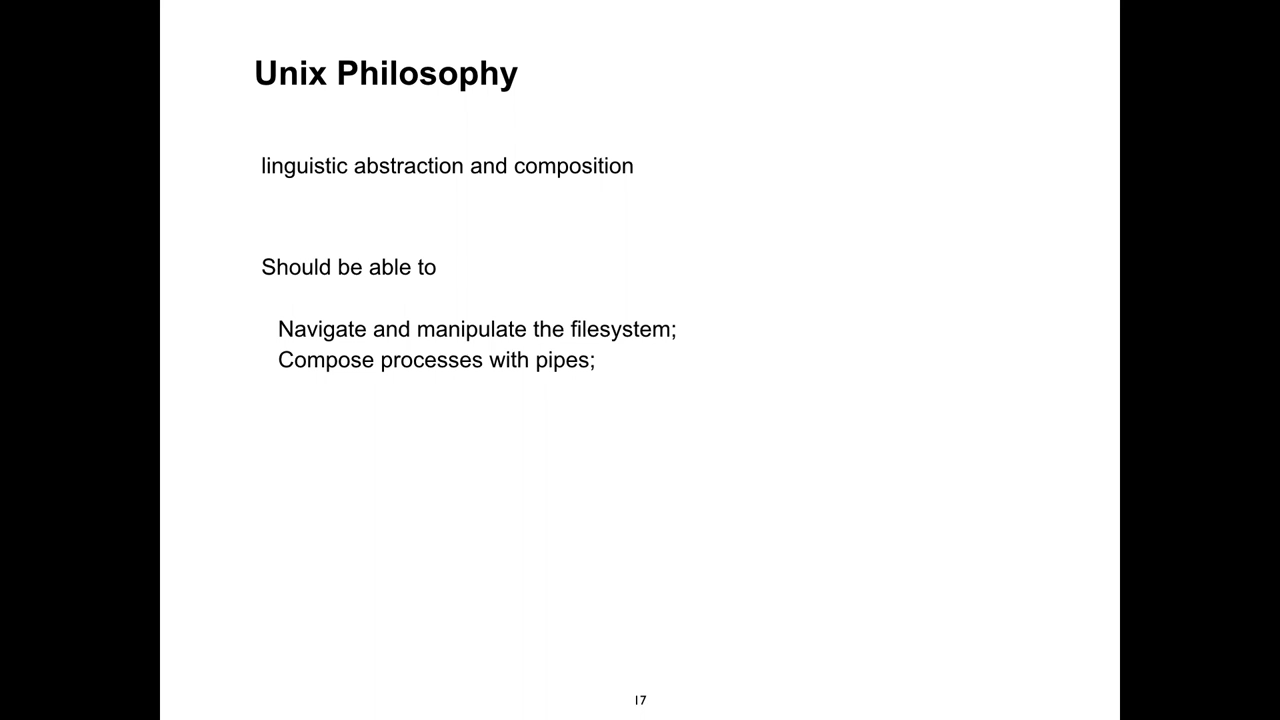 Unix Philosophy
linguistic abstraction and composition
Should be able to
Navigate and manipulate the filesystem;
Compose processes with pipes;
17